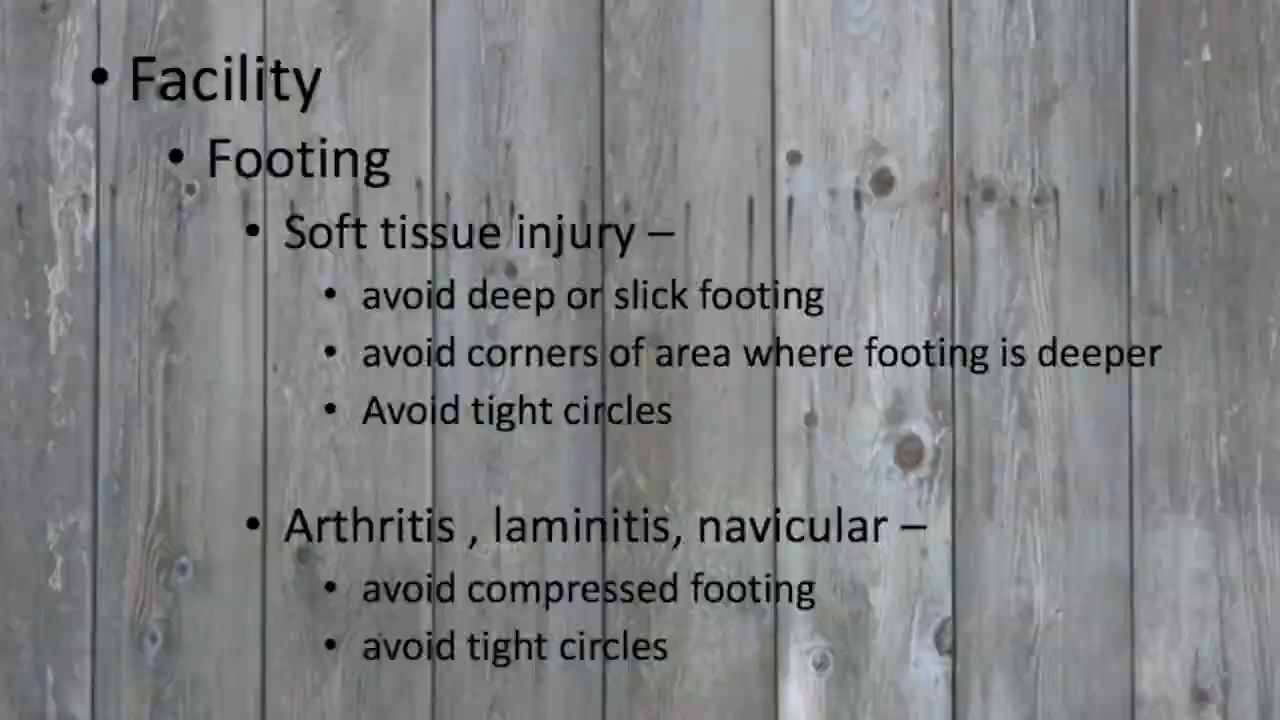 • Facility
• Footing
• Soft tissue injury –
• avoid deep or slick footing
• avoid corners of area where footing is deeper
• Avoid tight circles
• Arthritis , laminitis, navicular –
• avoid compressed footing
• avoid tight circles